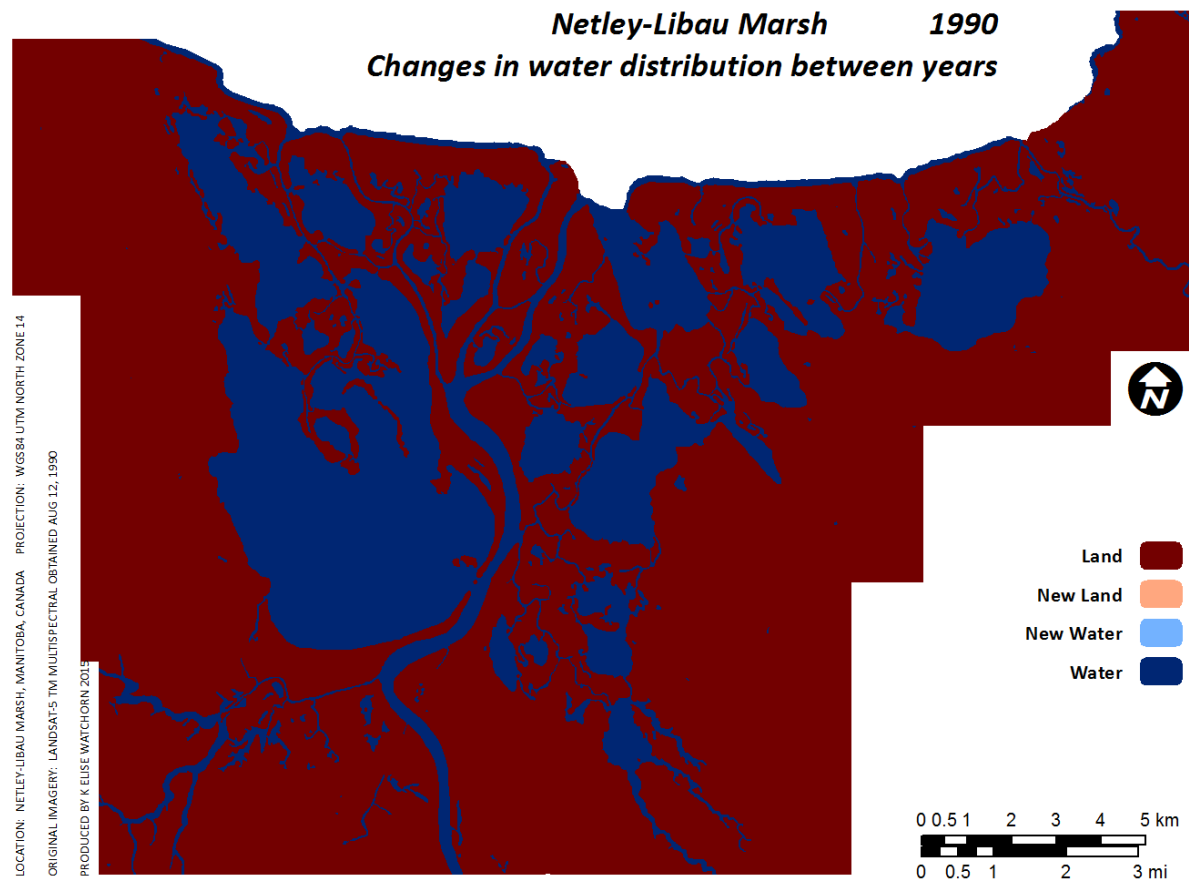 Netley-Libau Marsh 1990
Changes in water distribution between years
LOCATION: NETLEY-LIBAU MARSH, MANITOBA, CANADA PROJECTION: WGS84 UTM NORTH ZONE 14
ORIGINAL IMAGERY: LANDSAT-5 TM MULTISPECTRAL OBTAINED AUG 12, 1990
PRODUCED BY K ELISE WATCHORN 2015
N
Land
New Land
New Water
Water
0 0.5 1 2 3 4 5 km
0 0.5 1 2 3 mi